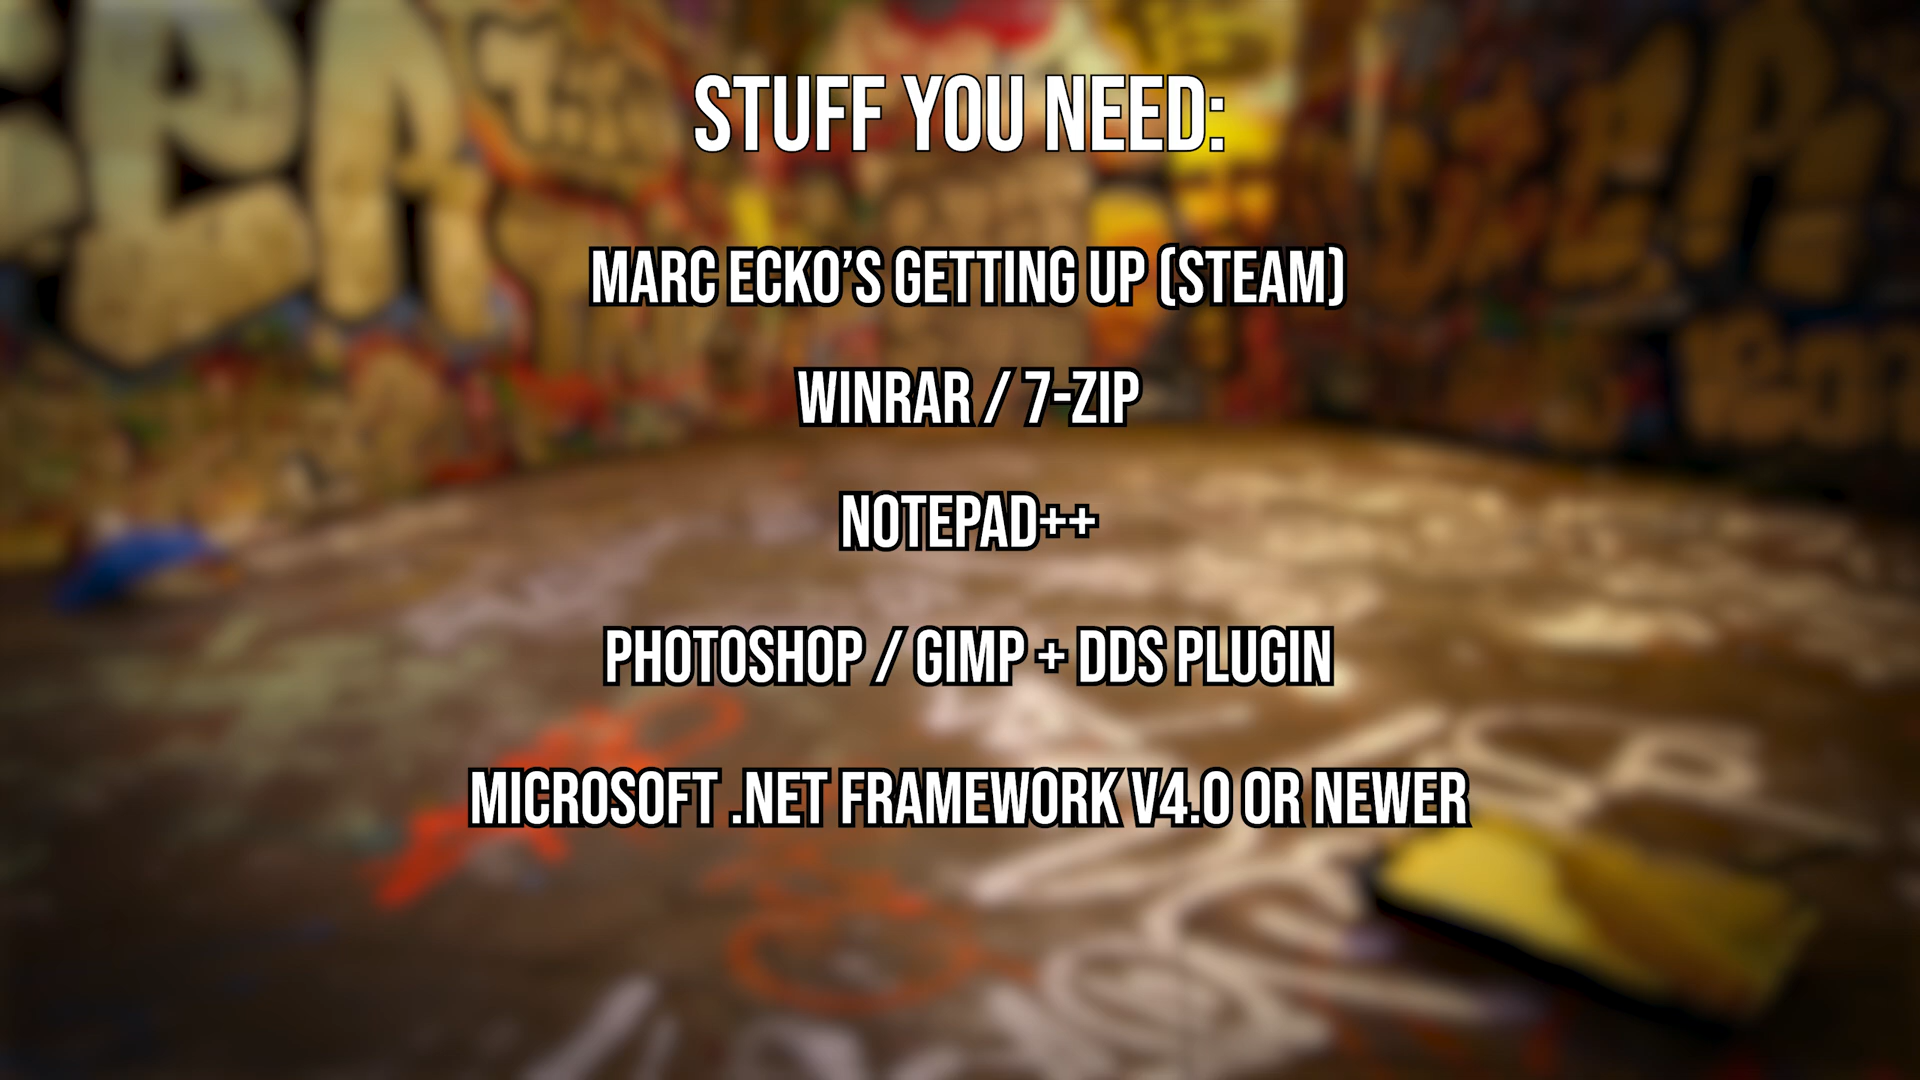 STUFF YOU NEED:
MARC ECKO’S GETTING UP (STEAM)
WINRAR / 7-ZIP
NOTEPAD++
PHOTOSHOP / GIMP + DDS PLUGIN
MICROSOFT .NET FRAMEWORK V4.0 OR NEWER